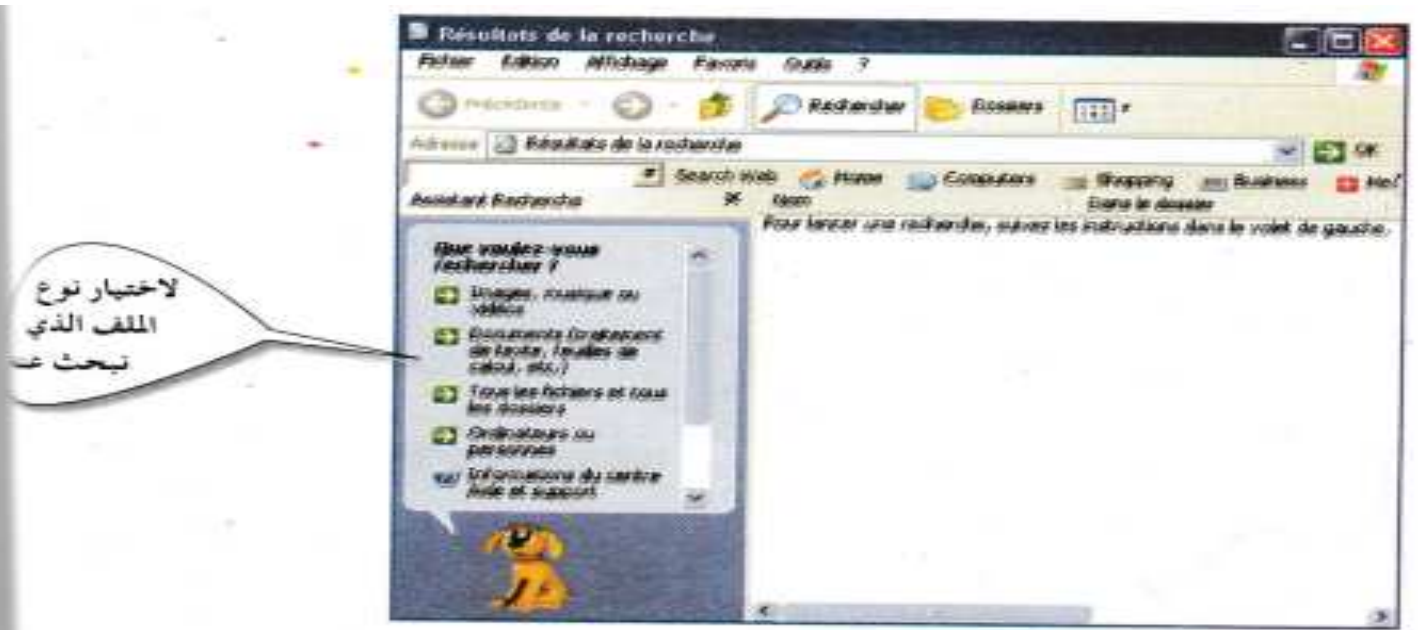 Résultats de la recherche
Fichier Edition Affichage Favoris Outils ?
Précédente Rechercher Dossiers
Adresse Résultats de la recherche OK
Search Web Home Computers Shopping Business
Assistant Recherche Nom Dans le dossier
Pour lancer une recherche, suivez les instructions dans le volet de gauche.
Que voulez-vous
rechercher ?
Images, musique ou
vidéos
Documents (traitement
de texte, feuilles de
calcul, etc.)
Tous les fichiers et tous
les dossiers
Ordinateurs ou
personnes
Informations du centre
Aide et support
لاختيار نوع
الملف الذي
تبحث عـ